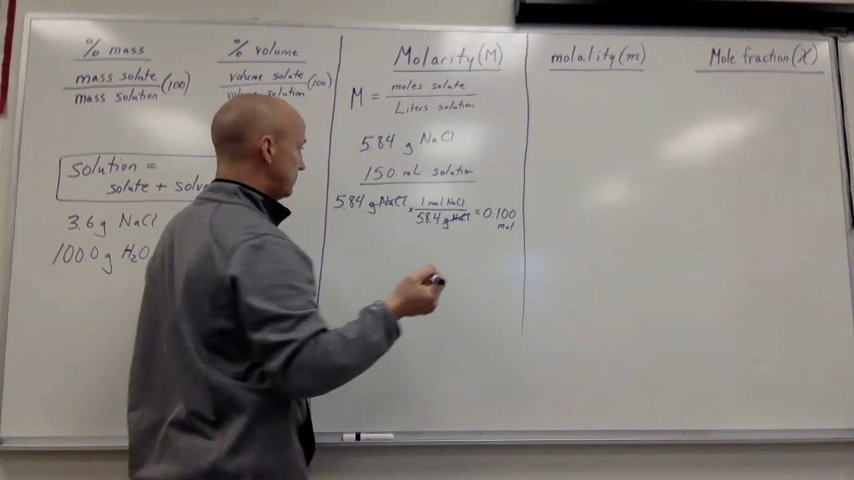 % mass
mass solute (100)
mass solution
% volume
volume solute (100)
solution
solution =
solute +
3.6 g NaCl
100.0 g H₂O
Molarity (M)
M = moles solute
Liters solution
5.84 g NaCl
150. mL solution
5.84 g NaCl × 1 mol NaCl = 0.100
58.4 g NaCl mol
molality (m)
Mole fraction (X)